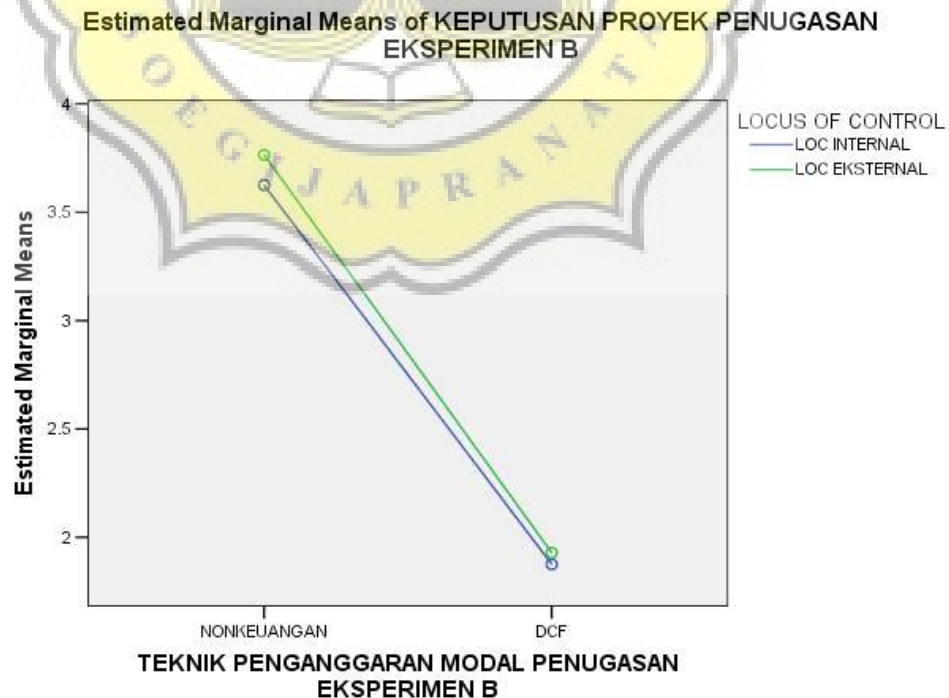 Estimated Marginal Means of KEPUTUSAN PROYEK PENUGASAN
EKSPERIMEN B
SOEGIJAPRANATA
LOCUS OF CONTROL
LOC INTERNAL
LOC EKSTERNAL
Estimated Marginal Means
4
3.5
3
2.5
2
NONKEUANGAN
DCF
TEKNIK PENGANGGARAN MODAL PENUGASAN
EKSPERIMEN B